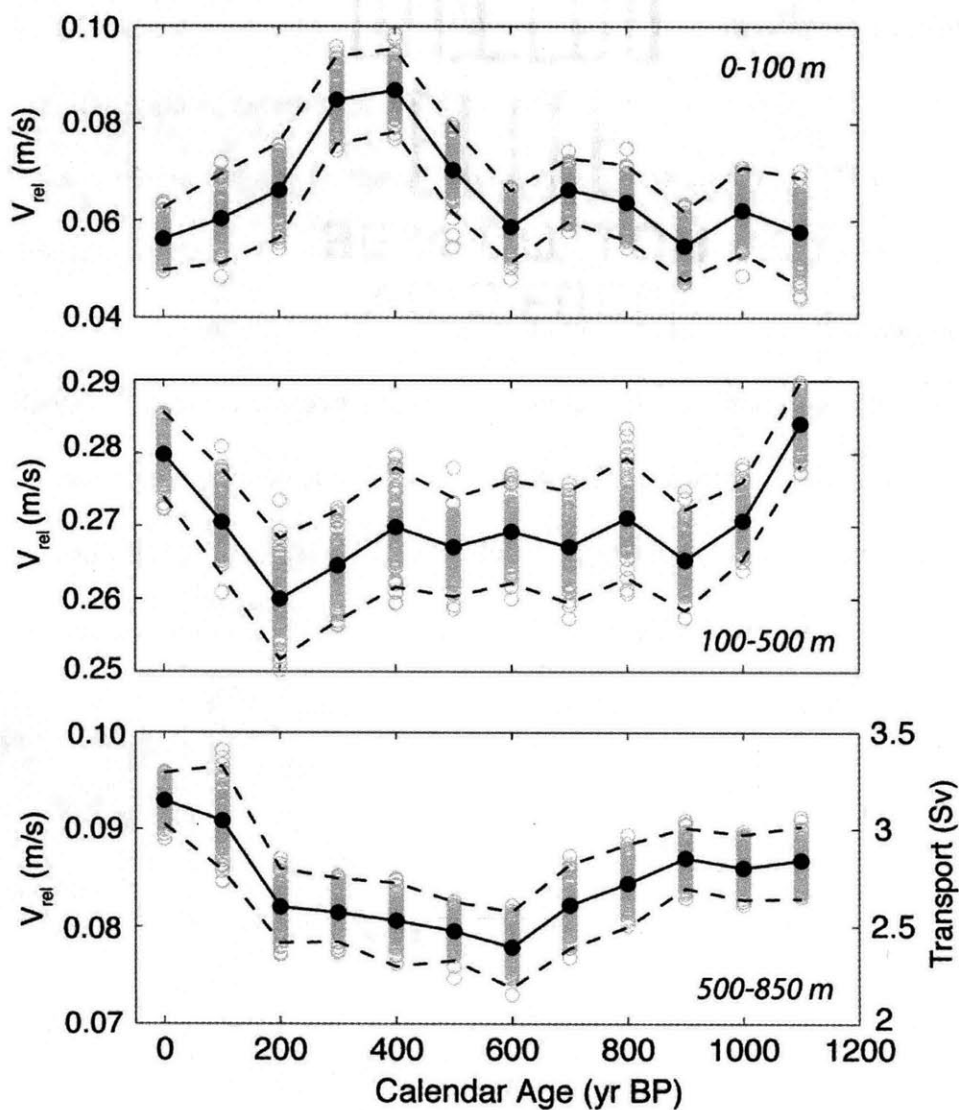 0.10
0-100 m
0.08
V_rel (m/s)
0.06
0.04
0.29
0.28
V_rel (m/s)
0.27
0.26
100-500 m
0.25
0.10
3.5
0.09
V_rel (m/s)
3
Transport (Sv)
0.08
2.5
500-850 m
0.07
2
0 200 400 600 800 1000 1200
Calendar Age (yr BP)